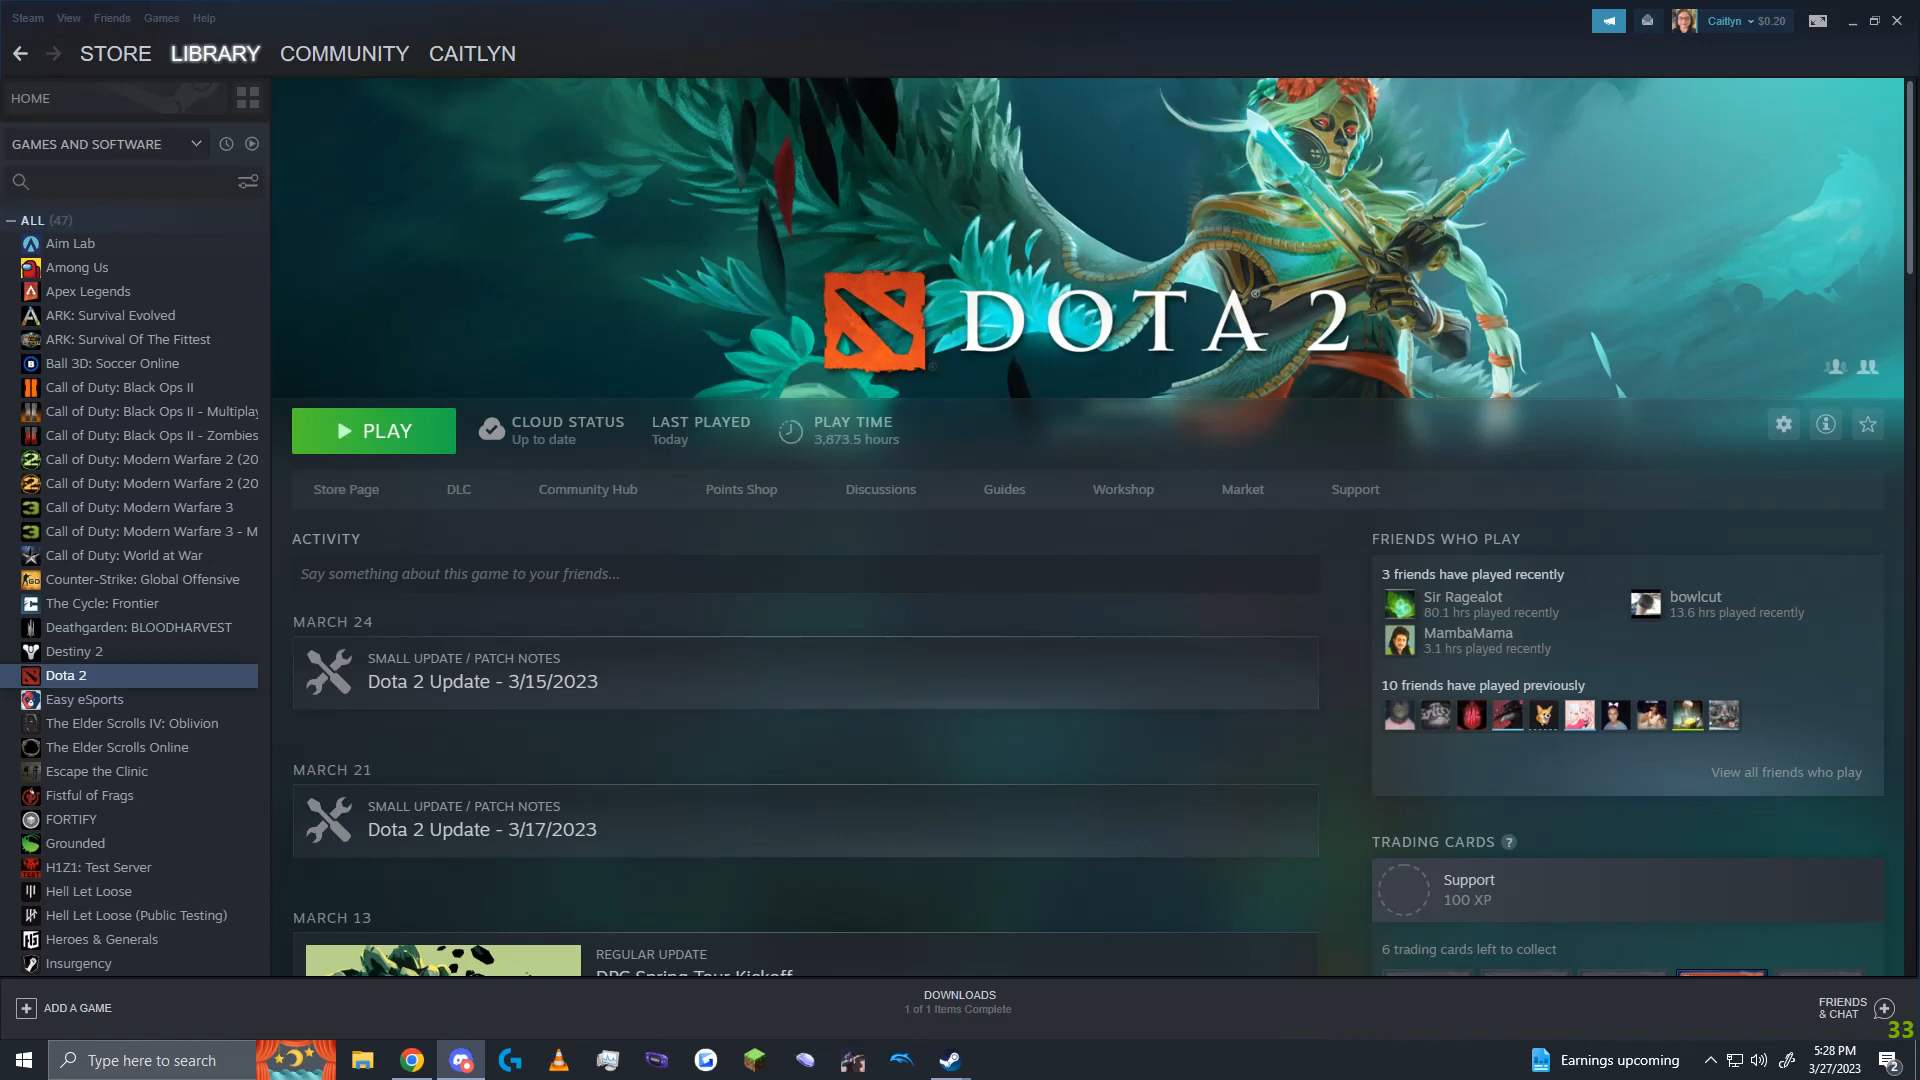 Steam View Friends Games Help
Caitlyn $0.20
STORE LIBRARY COMMUNITY CAITLYN
HOME
GAMES AND SOFTWARE
ALL (47)
Aim Lab
Among Us
Apex Legends
ARK: Survival Evolved
ARK: Survival Of The Fittest
Ball 3D: Soccer Online
Call of Duty: Black Ops II
Call of Duty: Black Ops II - Multiplay
Call of Duty: Black Ops II - Zombies
Call of Duty: Modern Warfare 2 (20
Call of Duty: Modern Warfare 2 (20
Call of Duty: Modern Warfare 3
Call of Duty: Modern Warfare 3 - M
Call of Duty: World at War
Counter-Strike: Global Offensive
The Cycle: Frontier
Deathgarden: BLOODHARVEST
Destiny 2
Dota 2
Easy eSports
The Elder Scrolls IV: Oblivion
The Elder Scrolls Online
Escape the Clinic
Fistful of Frags
FORTIFY
Grounded
H1Z1: Test Server
Hell Let Loose
Hell Let Loose (Public Testing)
Heroes & Generals
Insurgency
DOTA 2
PLAY
CLOUD STATUS
Up to date
LAST PLAYED
Today
PLAY TIME
3,873.5 hours
Store Page DLC Community Hub Points Shop Discussions Guides Workshop Market Support
ACTIVITY
Say something about this game to your friends...
MARCH 24
SMALL UPDATE / PATCH NOTES
Dota 2 Update - 3/15/2023
MARCH 21
SMALL UPDATE / PATCH NOTES
Dota 2 Update - 3/17/2023
MARCH 13
REGULAR UPDATE
DPC Spring Tour Kickoff
FRIENDS WHO PLAY
3 friends have played recently
Sir Ragealot
80.1 hrs played recently
bowlcut
13.6 hrs played recently
MambaMama
3.1 hrs played recently
10 friends have played previously
View all friends who play
TRADING CARDS ?
Support
100 XP
6 trading cards left to collect
ADD A GAME
DOWNLOADS
1 of 1 Items Complete
FRIENDS
& CHAT
33
Type here to search
Earnings upcoming
5:28 PM
3/27/2023
2